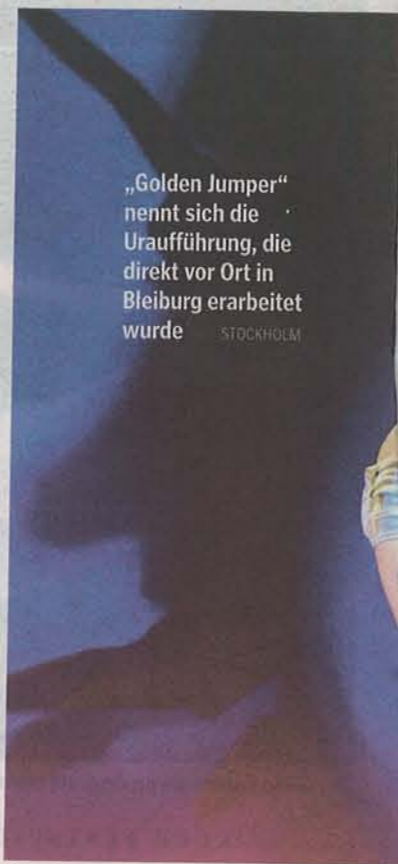 „Golden Jumper“
nennt sich die
Uraufführung, die
direkt vor Ort in
Bleiburg erarbeitet
wurde STOCKHOLM